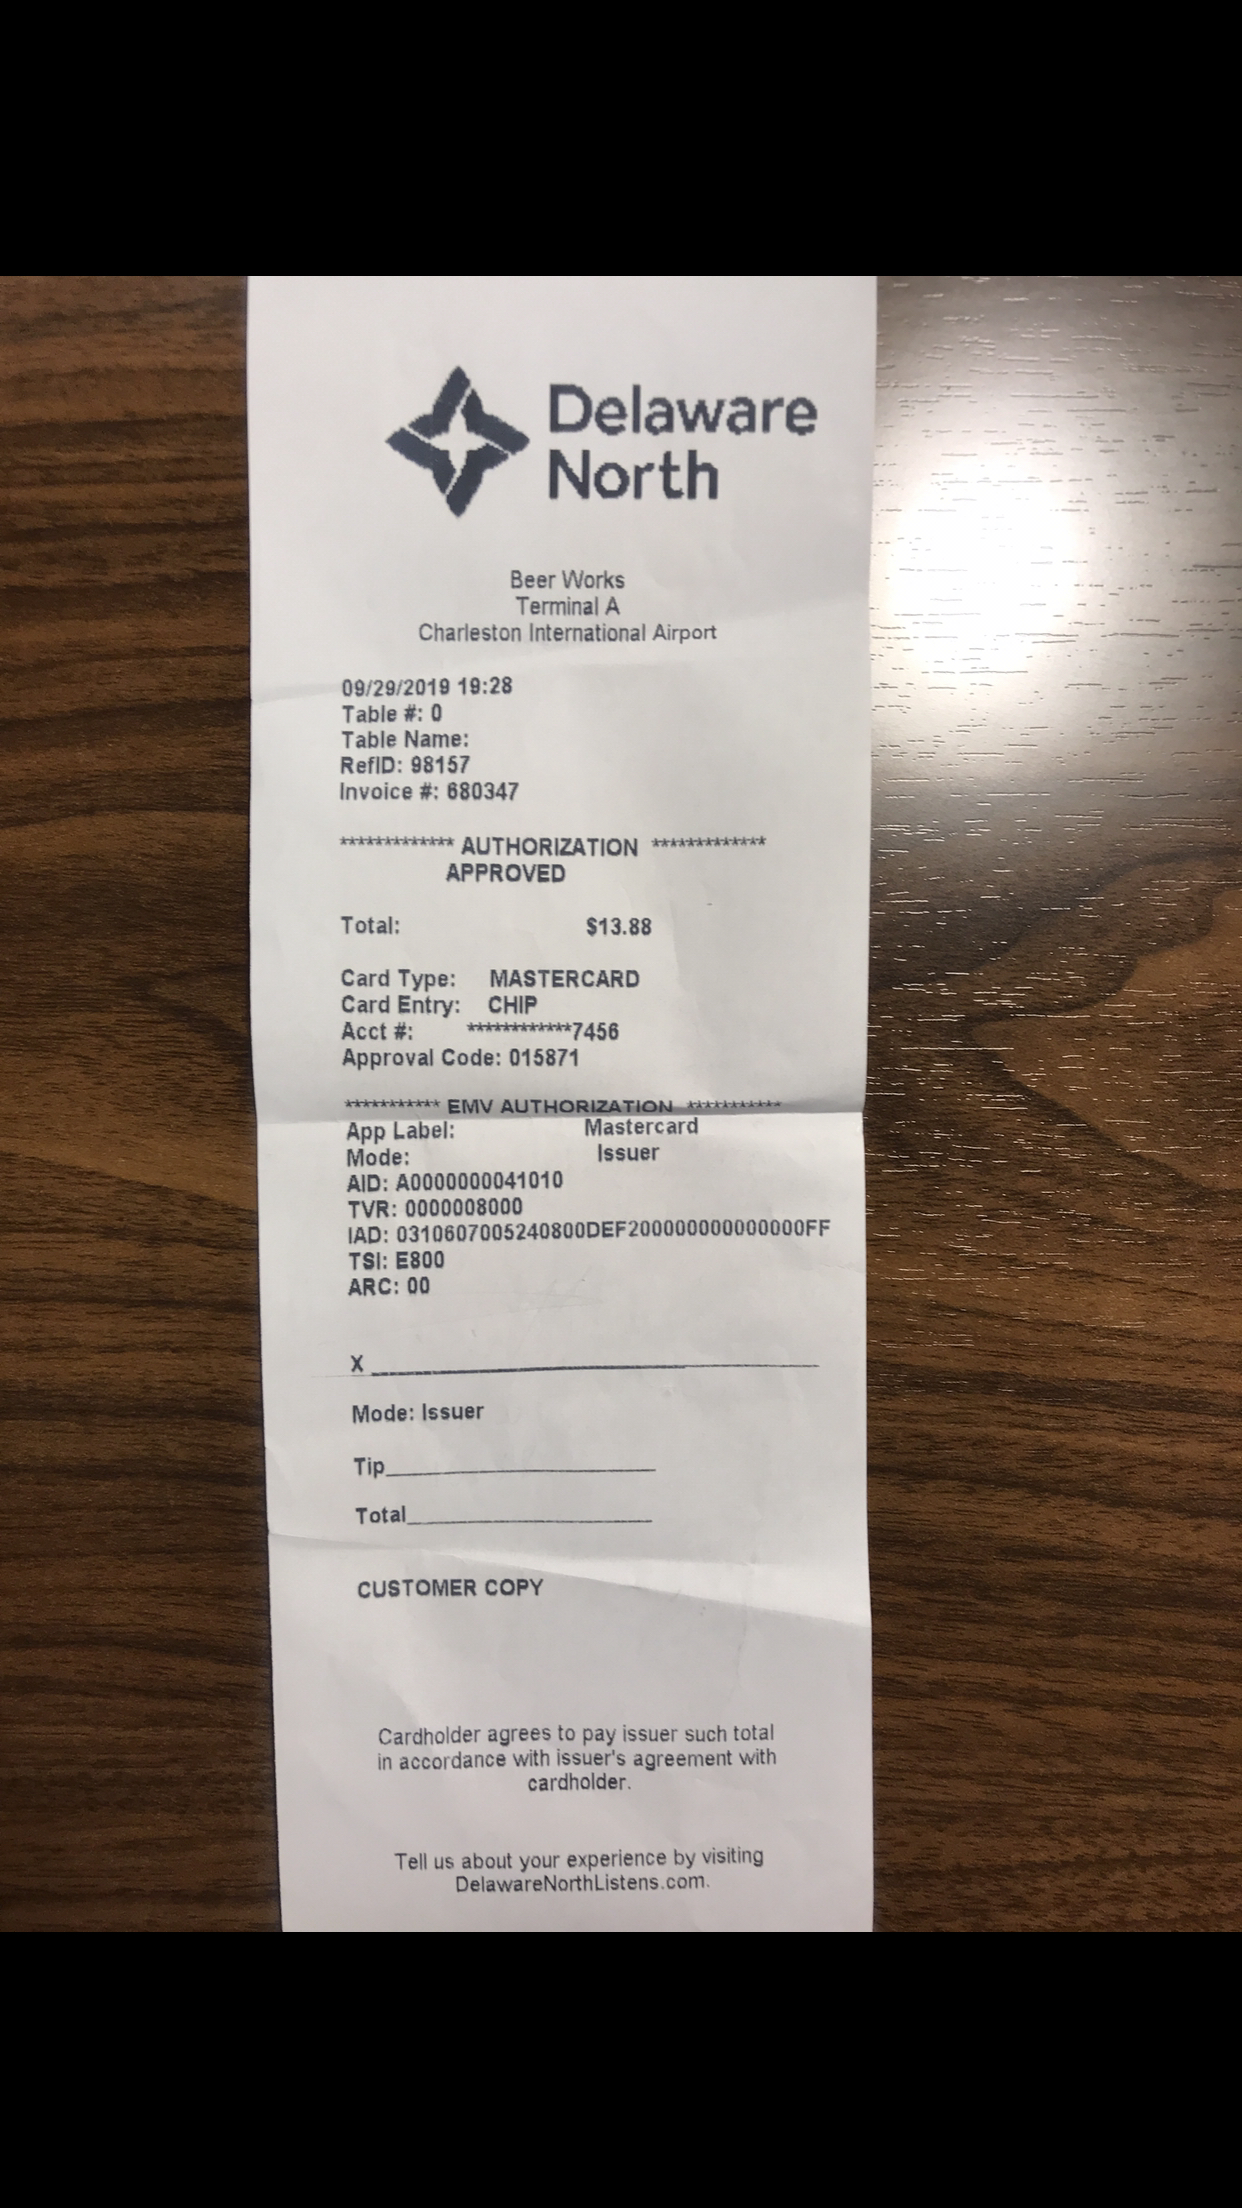 Delaware
North
Beer Works
Terminal A
Charleston International Airport
09/29/2019 19:28
Table #: 0
Table Name:
RefID: 98157
Invoice #: 680347
************* AUTHORIZATION *************
APPROVED
Total: $13.88
Card Type: MASTERCARD
Card Entry: CHIP
Acct #: ************7456
Approval Code: 015871
*********** EMV AUTHORIZATION ***********
App Label: Mastercard
Mode: Issuer
AID: A0000000041010
TVR: 0000008000
IAD: 0310607005240800DEF200000000000000FF
TSI: E800
ARC: 00
X ____________________
Mode: Issuer
Tip____________________
Total____________________
CUSTOMER COPY
Cardholder agrees to pay issuer such total
in accordance with issuer's agreement with
cardholder.
Tell us about your experience by visiting
DelawareNorthListens.com.